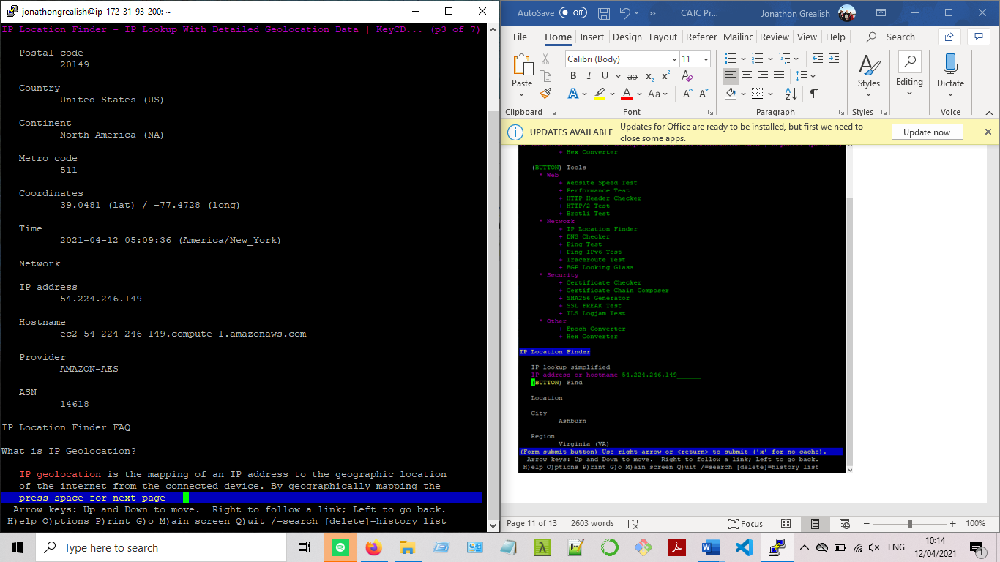 jonathongrealish@ip-172-31-93-200: ~
IP Location Finder - IP Lookup With Detailed Geolocation Data | KeyCD... (p3 of 7)
Postal code
20149
Country
United States (US)
Continent
North America (NA)
Metro code
511
Coordinates
39.0481 (lat) / -77.4728 (long)
Time
2021-04-12 05:09:36 (America/New_York)
Network
IP address
54.224.246.149
Hostname
ec2-54-224-246-149.compute-1.amazonaws.com
Provider
AMAZON-AES
ASN
14618
IP Location Finder FAQ
What is IP Geolocation?
IP geolocation is the mapping of an IP address to the geographic location
of the internet from the connected device. By geographically mapping the
-- press space for next page --
Arrow keys: Up and Down to move.  Right to follow a link; Left to go back.
H)elp O)ptions P)rint G)o M)ain screen Q)uit /=search [delete]=history list
AutoSave Off CATC Pr... Jonathon Grealish
File Home Insert Design Layout Referer Mailing Review View Help Search
Calibri (Body) 11
Paste
B I U ab x₂ x²
A A Aa A A
Styles Editing Dictate
Clipboard Font Paragraph Styles Voice
UPDATES AVAILABLE Updates for Office are ready to be installed, but first we need to
close some apps.
Update now
+ Hex Converter
(BUTTON) Tools
* Web
+ Website Speed Test
+ Performance Test
+ HTTP Header Checker
+ HTTP/2 Test
+ Brotli Test
* Network
+ IP Location Finder
+ DNS Checker
+ Ping Test
+ Ping IPv6 Test
+ Traceroute Test
+ BGP Looking Glass
* Security
+ Certificate Checker
+ Certificate Chain Composer
+ SHA256 Generator
+ SSL FREAK Test
+ TLS Logjam Test
* Other
+ Epoch Converter
+ Hex Converter
IP Location Finder
IP lookup simplified
IP address or hostname 54.224.246.149______
(BUTTON) Find
Location
City
Ashburn
Region
Virginia (VA)
(Form submit button) Use right-arrow or <return> to submit ('x' for no cache).
Arrow keys: Up and Down to move.  Right to follow a link; Left to go back.
H)elp O)ptions P)rint G)o M)ain screen Q)uit /=search [delete]=history list
Page 11 of 13 2603 words Focus 100%
Type here to search
ENG
10:14
12/04/2021
1